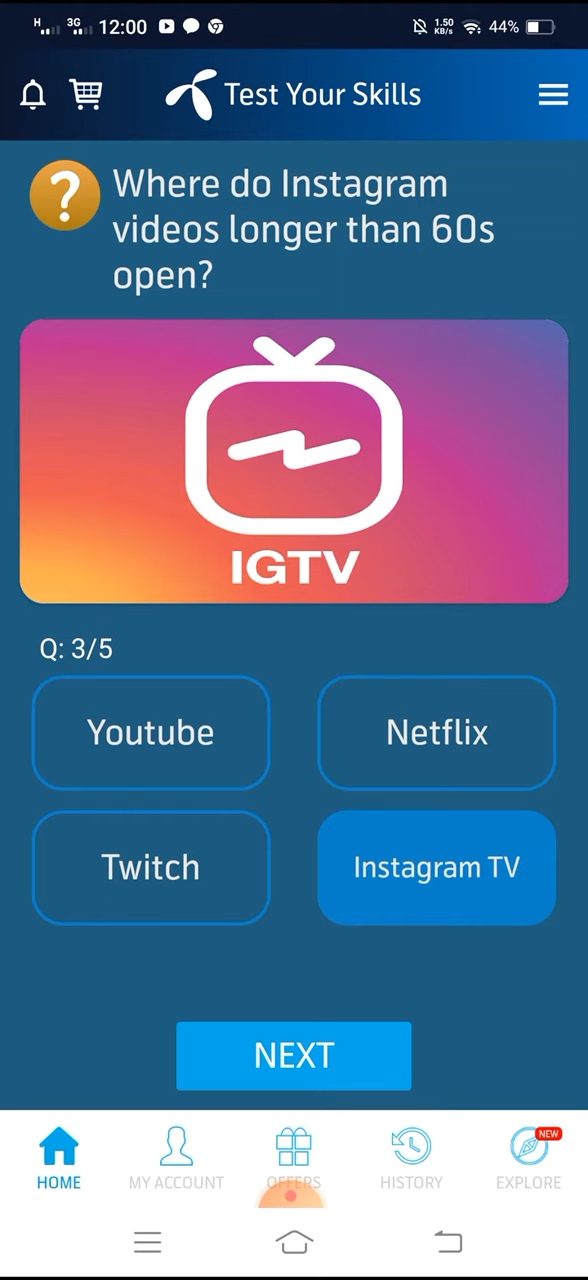 H 3G 12:00 1.50 KB/s 44%
Test Your Skills
? Where do Instagram
videos longer than 60s
open?
IGTV
Q: 3/5
Youtube Netflix
Twitch Instagram TV
NEXT
NEW
HOME MY ACCOUNT OFFERS HISTORY EXPLORE